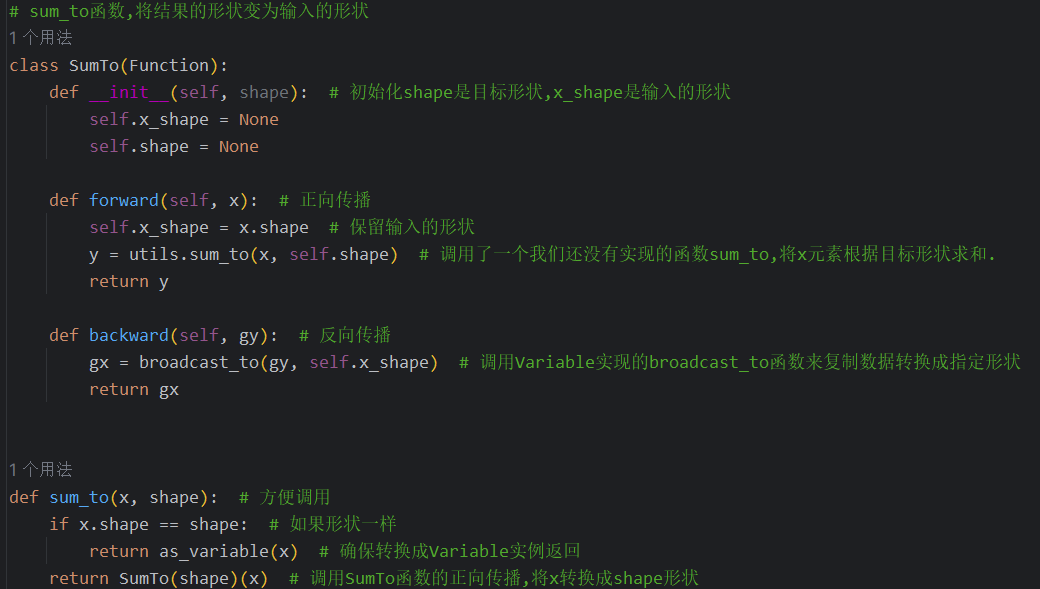 # sum_to函数,将结果的形状变为输入的形状
1个用法
class SumTo(Function):
    def __init__(self, shape):  # 初始化shape是目标形状,x_shape是输入的形状
        self.x_shape = None
        self.shape = None
    def forward(self, x):  # 正向传播
        self.x_shape = x.shape  # 保留输入的形状
        y = utils.sum_to(x, self.shape)  # 调用了一个我们还没有实现的函数sum_to,将x元素根据目标形状求和.
        return y
    def backward(self, gy):  # 反向传播
        gx = broadcast_to(gy, self.x_shape)  # 调用Variable实现的broadcast_to函数来复制数据转换成指定形状
        return gx
1个用法
def sum_to(x, shape):  # 方便调用
    if x.shape == shape:  # 如果形状一样
        return as_variable(x)  # 确保转换成Variable实例返回
    return SumTo(shape)(x)  # 调用SumTo函数的正向传播,将x转换成shape形状